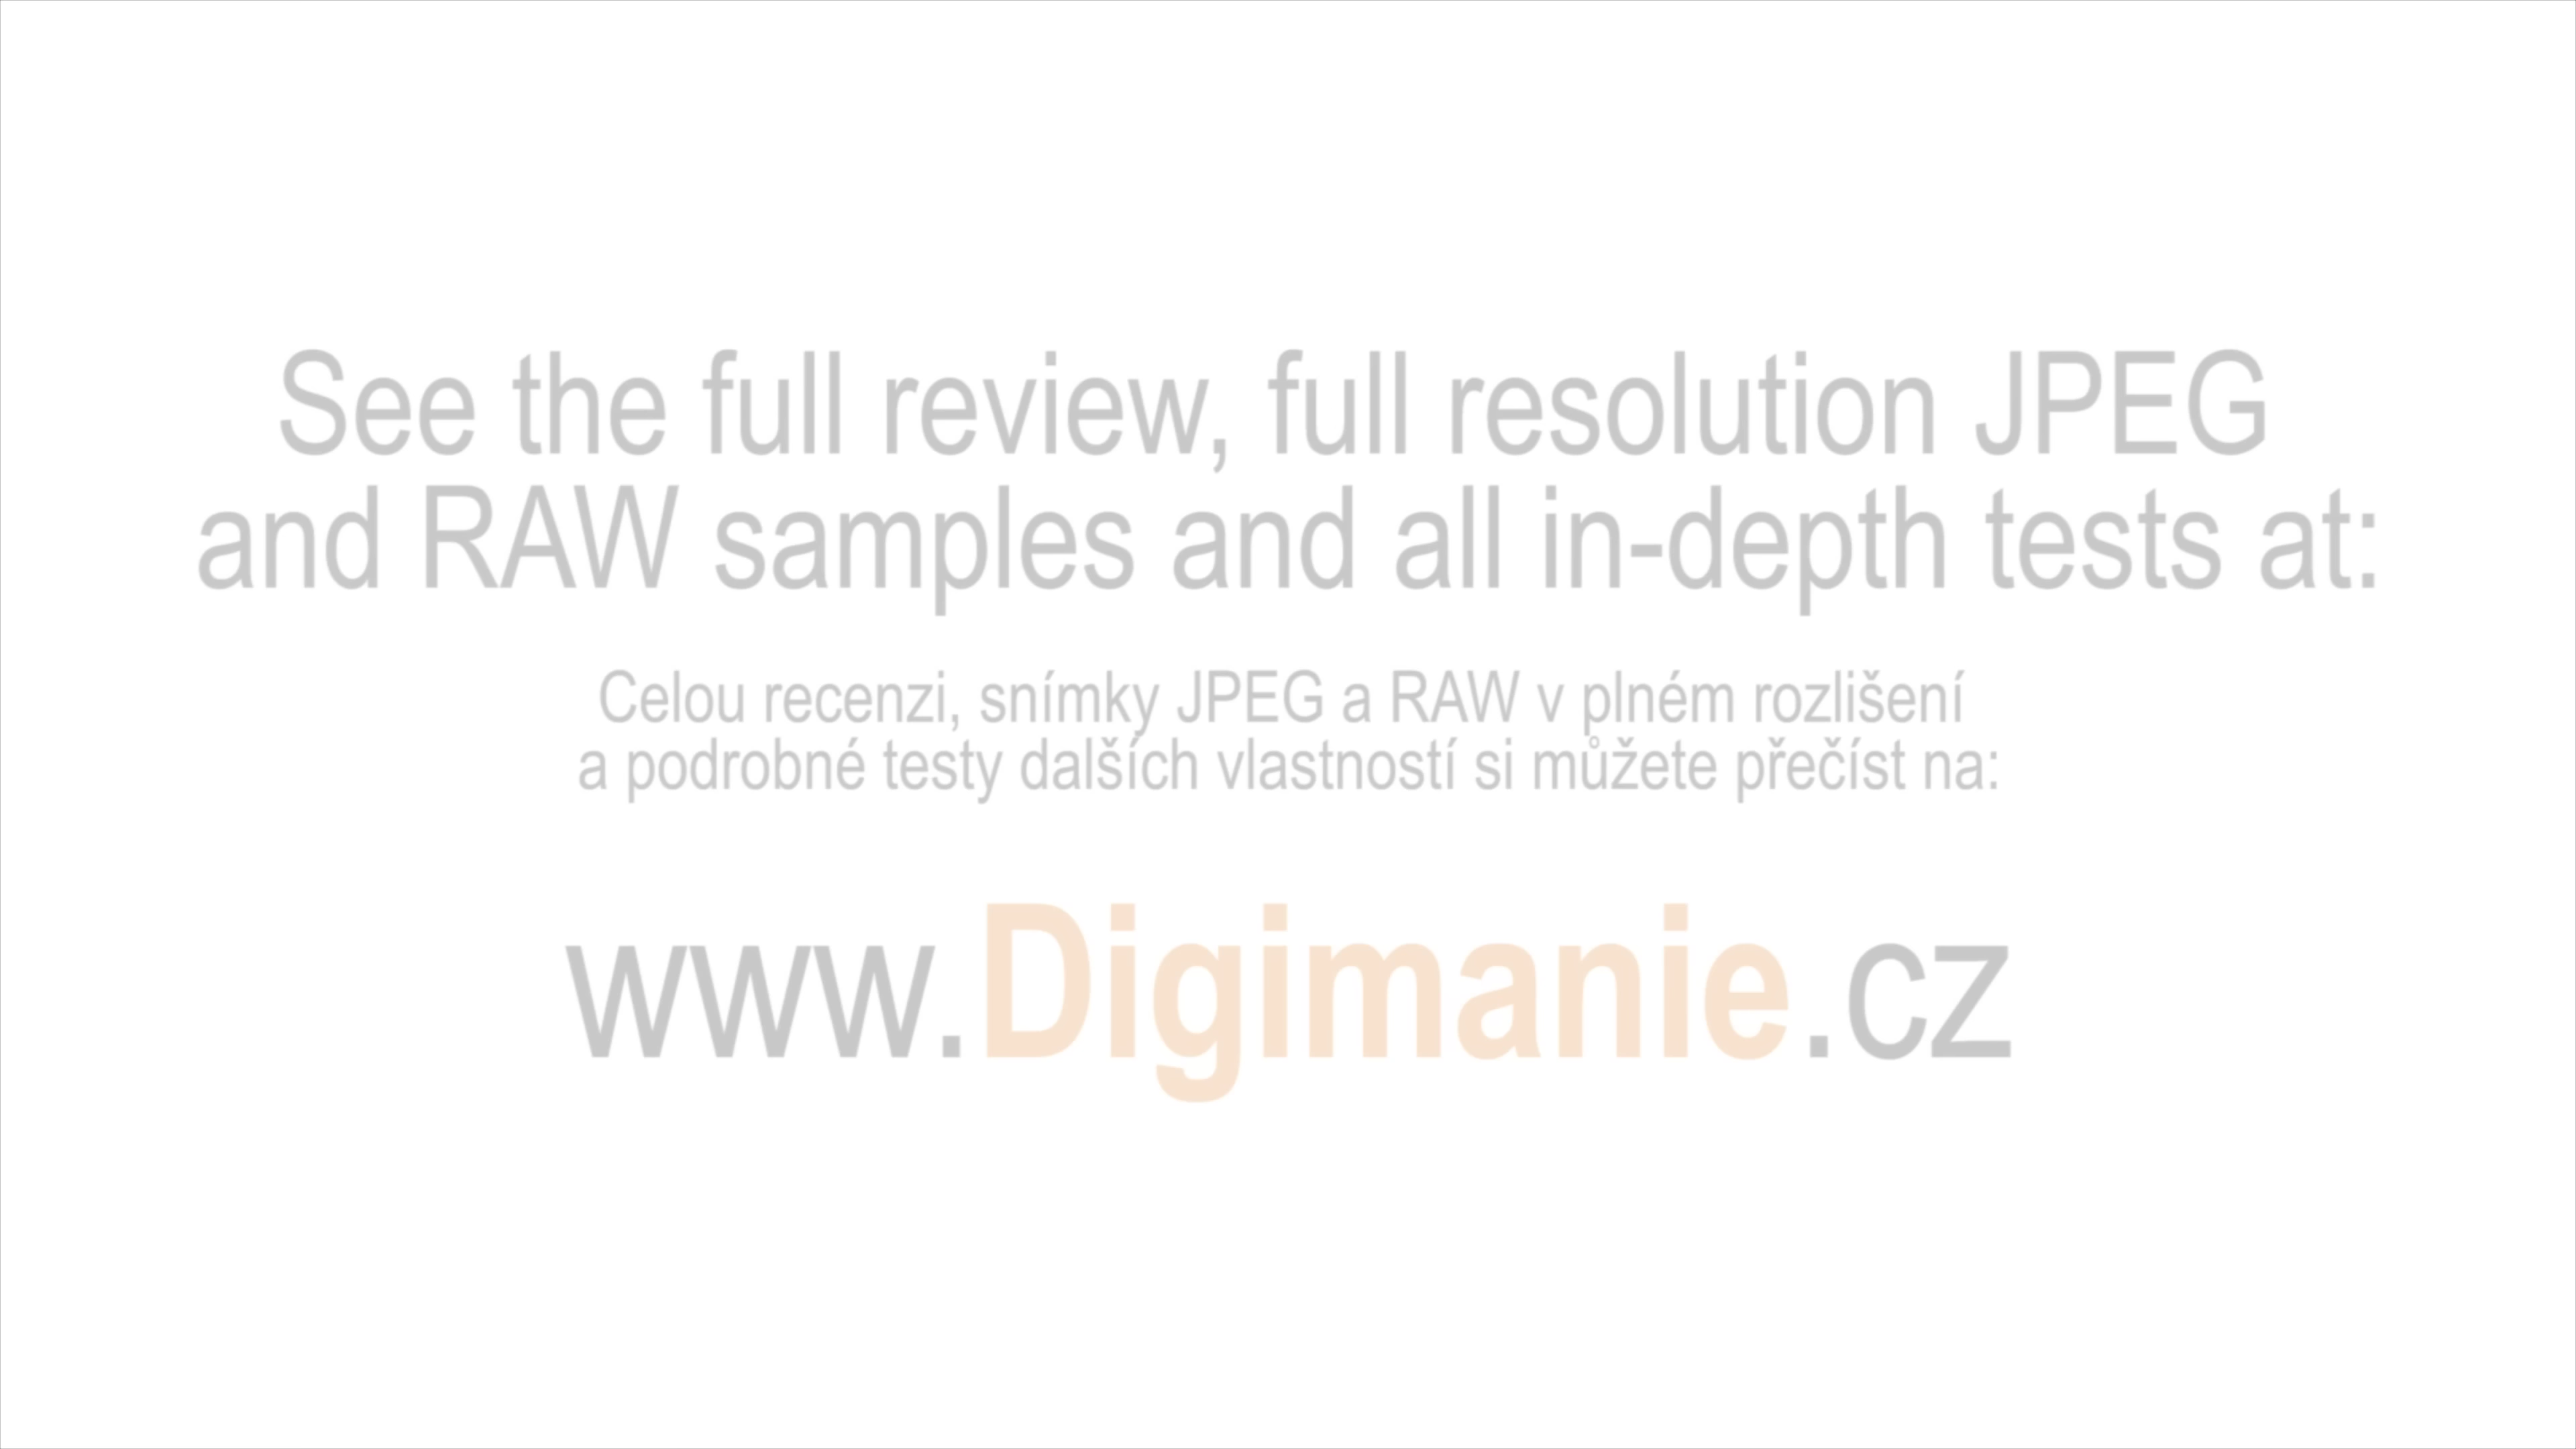 See the full review, full resolution JPEG
and RAW samples and all in-depth tests at:
Celou recenzi, snímky JPEG a RAW v plném rozlišení
a podrobné testy dalších vlastností si můžete přečíst na:
www.Digimanie.cz